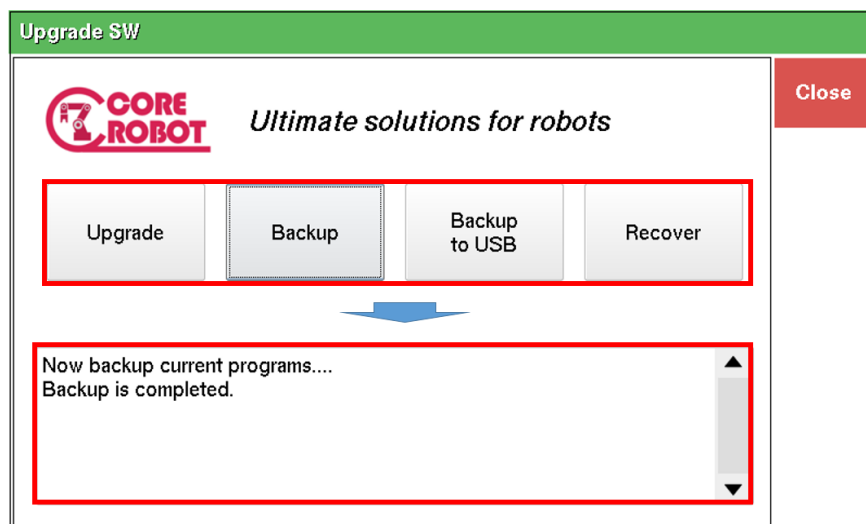 Upgrade SW
Close
CORE
ROBOT
Ultimate solutions for robots
Upgrade
Backup
Backup
to USB
Recover
Now backup current programs....
Backup is completed.